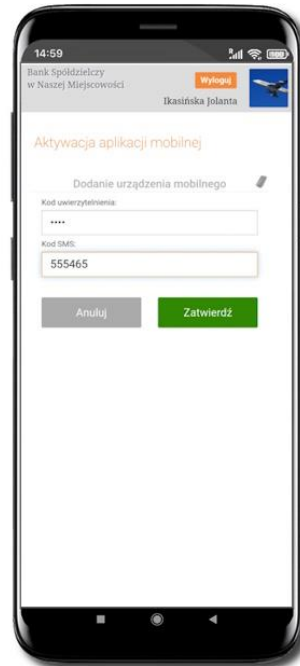 14:59
Bank Spółdzielczy
w Naszej Miejscowości
Wyloguj
Ikasińska Jolanta
Aktywacja aplikacji mobilnej
Dodanie urządzenia mobilnego
Kod uwierzytelnienia:
••••
Kod SMS:
555465
Anuluj
Zatwierdź